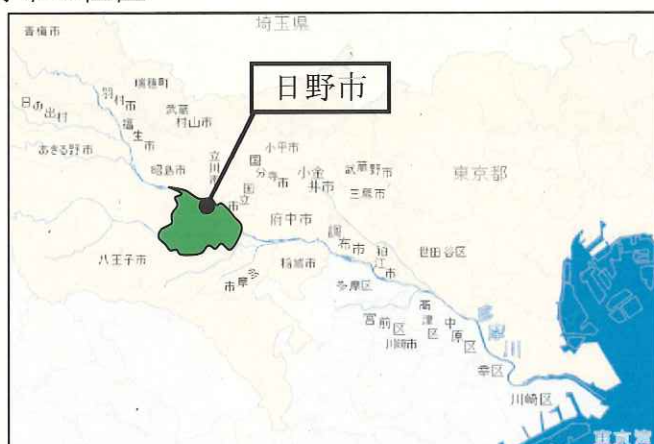 埼玉県
青梅市
瑞穂町
羽村市
日の出村
武蔵村山市
福生市
日野市
あきる野市
昭島市
立川市
国分寺市
小平市
小金井市
武蔵野市
三鷹市
東京都
国立市
府中市
調布市
狛江市
世田谷区
八王子市
多摩市
稲城市
多摩区
高津区
中原区
宮前区
川崎市
多摩川
幸区
川崎区
東京湾